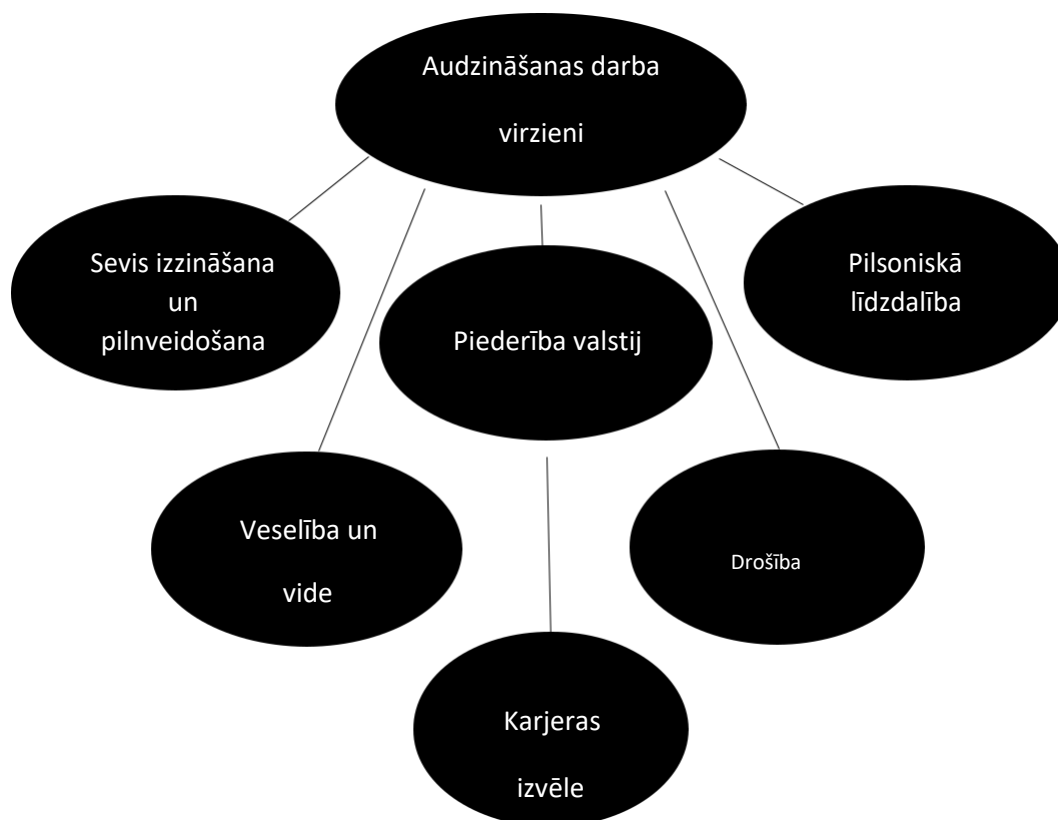 Audzināšanas darba
virzieni
Sevis izzināšana
un
pilnveidošana
Piederība valstij
Pilsoniskā
līdzdalība
Veselība un
vide
Drošība
Karjeras
izvēle